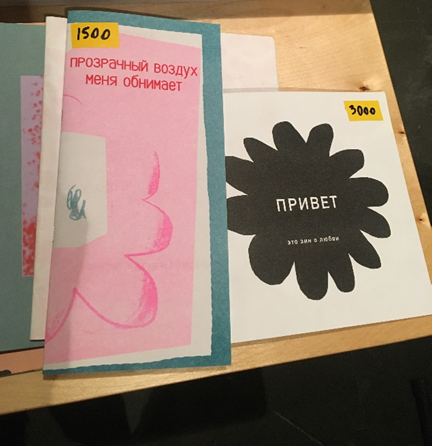 1500
прозрачный воздух
меня обнимает
3000
ПРИВЕТ
это зин о любви